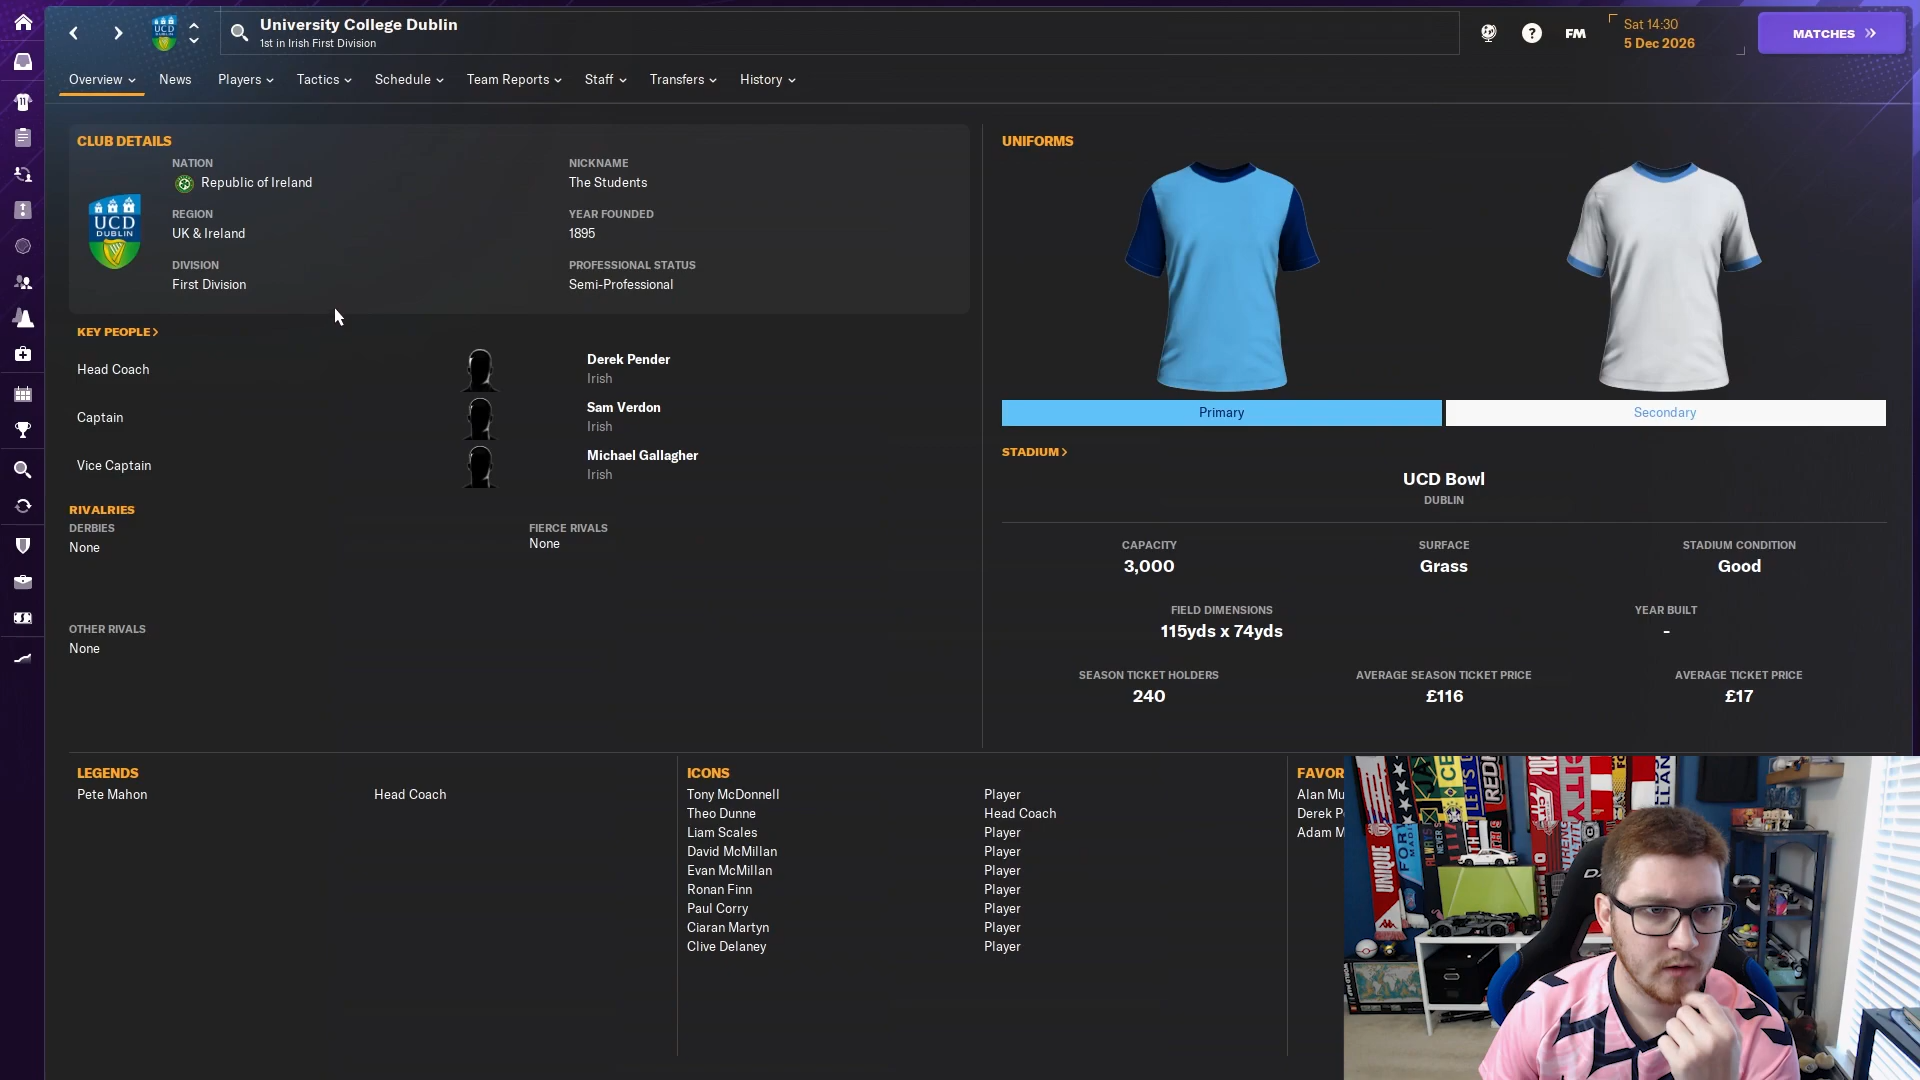 University College Dublin
1st in Irish First Division
FM
Sat 14:30
5 Dec 2026
MATCHES
Overview
News
Players
Tactics
Schedule
Team Reports
Staff
Transfers
History
CLUB DETAILS
UCD
DUBLIN
NATION
Republic of Ireland
NICKNAME
The Students
REGION
UK & Ireland
YEAR FOUNDED
1895
DIVISION
First Division
PROFESSIONAL STATUS
Semi-Professional
KEY PEOPLE
Head Coach
Derek Pender
Irish
Captain
Sam Verdon
Irish
Vice Captain
Michael Gallagher
Irish
RIVALRIES
DERBIES
None
FIERCE RIVALS
None
OTHER RIVALS
None
UNIFORMS
Primary
Secondary
STADIUM
UCD Bowl
DUBLIN
CAPACITY
3,000
SURFACE
Grass
STADIUM CONDITION
Good
FIELD DIMENSIONS
115yds x 74yds
YEAR BUILT
-
SEASON TICKET HOLDERS
240
AVERAGE SEASON TICKET PRICE
£116
AVERAGE TICKET PRICE
£17
LEGENDS
Pete Mahon Head Coach
ICONS
Tony McDonnell Player
Theo Dunne Head Coach
Liam Scales Player
David McMillan Player
Evan McMillan Player
Ronan Finn Player
Paul Corry Player
Ciaran Martyn Player
Clive Delaney Player
FAVOR
Alan Mu
Derek P
Adam M
UNIQUE
CITY